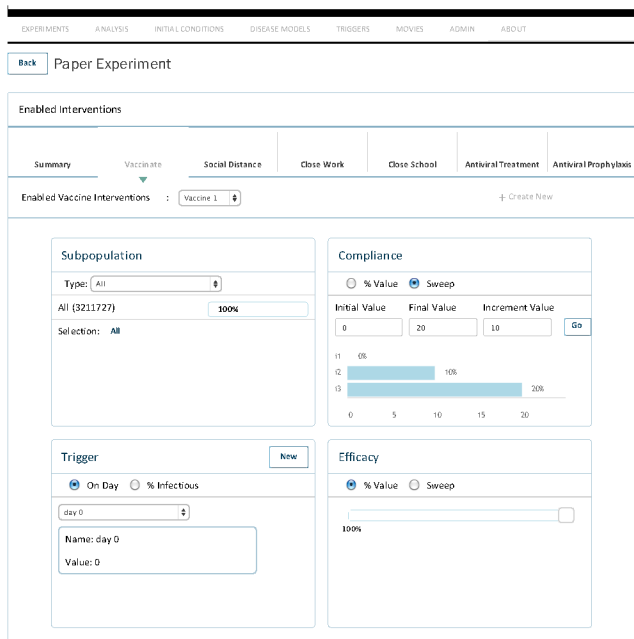 EXPERIMENTS ANALYSIS INITIAL CONDITIONS DISEASE MODELS TRIGGERS MOVIES ADMIN ABOUT
Back Paper Experiment
Enabled Interventions
Summary Vaccinate Social Distance Close Work Close School Antiviral Treatment Antiviral Prophylaxis
Enabled Vaccine Interventions : Vaccine 1 + Create New
Subpopulation
Type: All
All (3211727) 100%
Selection: All
Compliance
% Value Sweep
Initial Value Final Value Increment Value
0 20 10 Go
i1 0%
i2 10%
i3 20%
0 5 10 15 20
Trigger New
On Day % Infectious
day 0
Name: day 0
Value: 0
Efficacy
% Value Sweep
100%